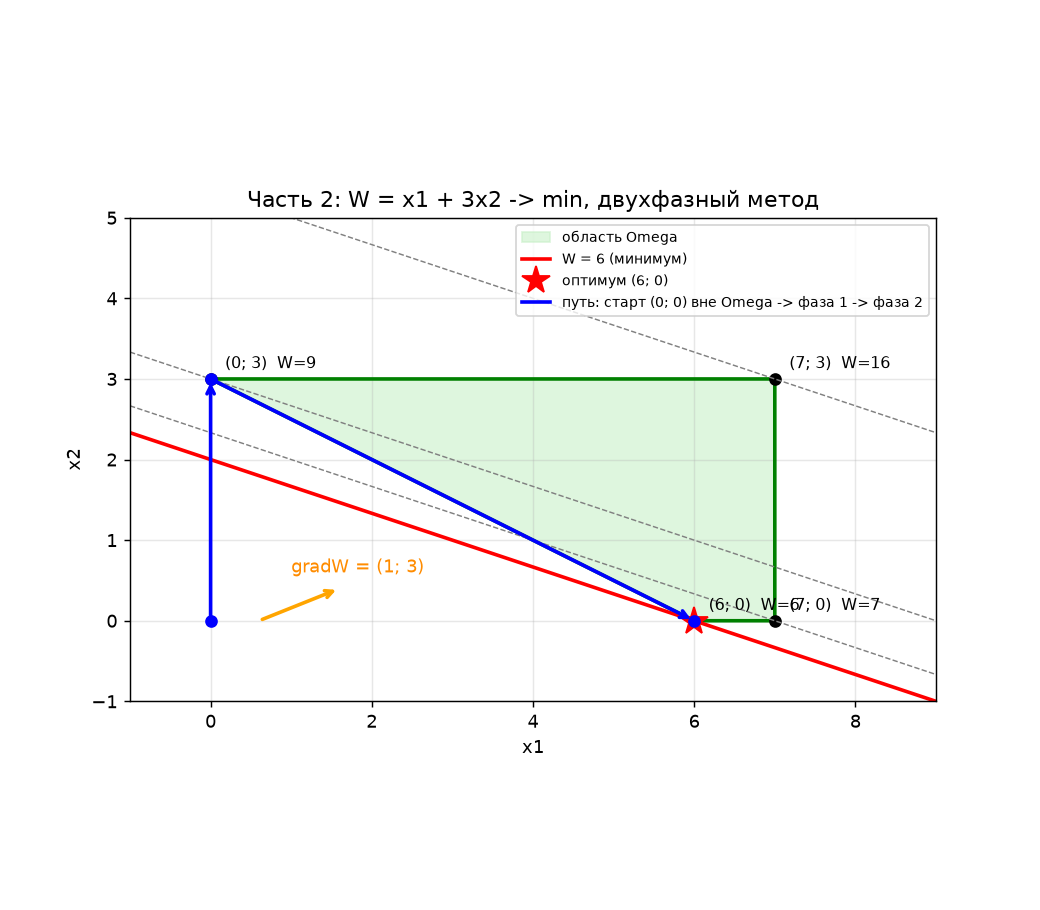 Часть 2: W = x1 + 3x2 -> min, двухфазный метод
область Omega
W = 6 (минимум)
оптимум (6; 0)
путь: старт (0; 0) вне Omega -> фаза 1 -> фаза 2
5
4
3
2
1
0
−1
x2
(0; 3) W=9
(7; 3) W=16
gradW = (1; 3)
(6; 0) W=6
(7; 0) W=7
0
2
4
6
8
x1